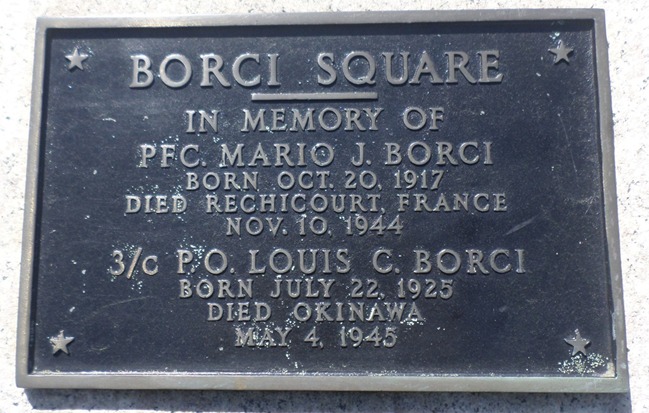 BORCI SQUARE
IN MEMORY OF
PFC. MARIO J. BORCI
BORN OCT. 20, 1917
DIED RECHICOURT, FRANCE
NOV. 10, 1944
3/c P.O. LOUIS C. BORCI
BORN JULY 22, 1925
DIED OKINAWA
MAY 4, 1945